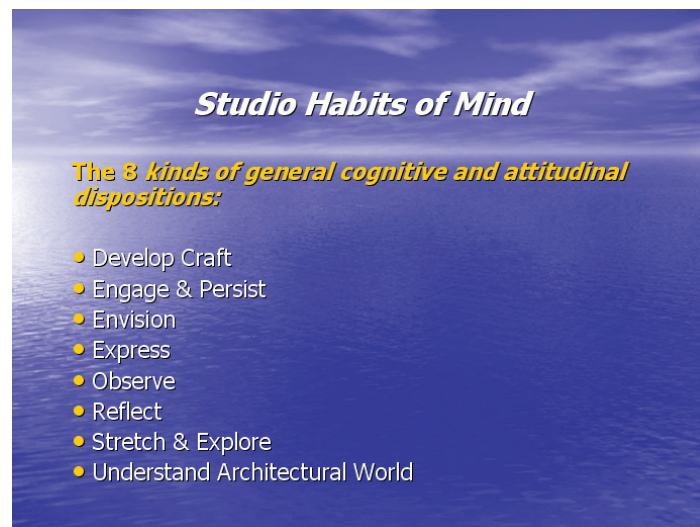 Studio Habits of Mind
The 8 kinds of general cognitive and attitudinal
dispositions:
• Develop Craft
• Engage & Persist
• Envision
• Express
• Observe
• Reflect
• Stretch & Explore
• Understand Architectural World